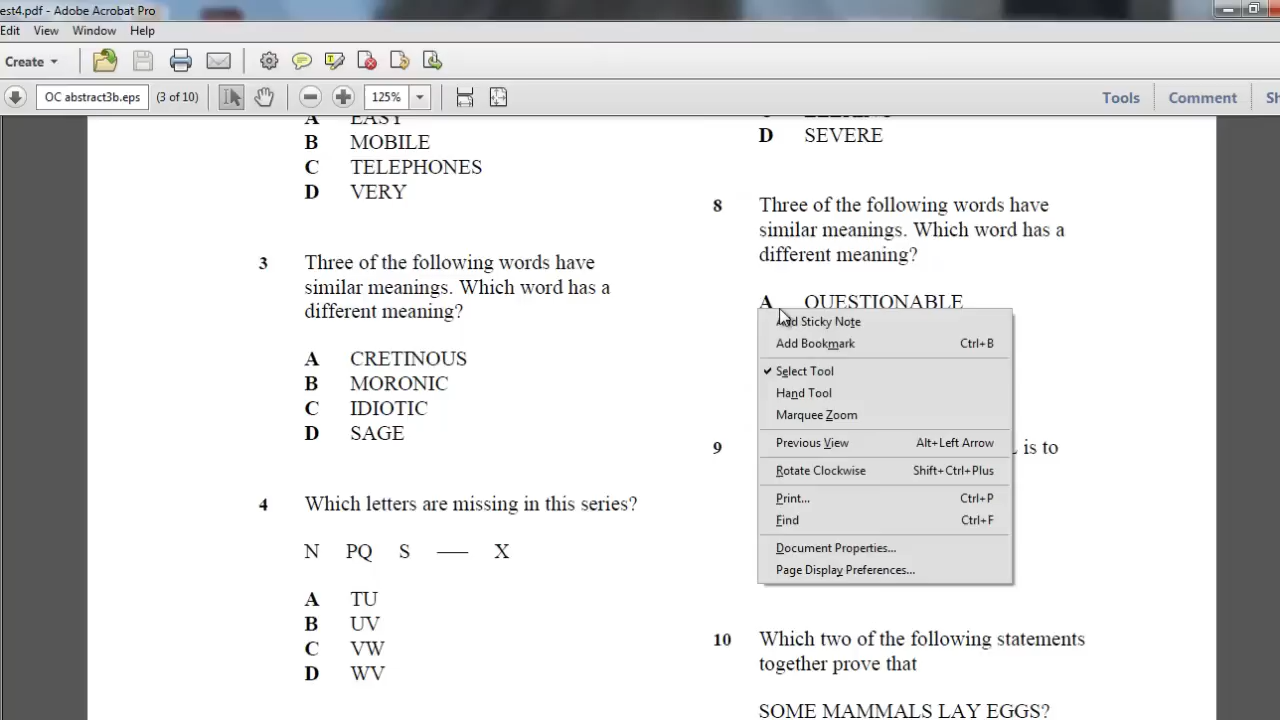 est4.pdf - Adobe Acrobat Pro
Edit View Window Help
Create
OC abstract3b.eps (3 of 10) 125% Tools Comment
A EASY
B MOBILE
C TELEPHONES
D VERY
3 Three of the following words have
similar meanings. Which word has a
different meaning?
A CRETINOUS
B MORONIC
C IDIOTIC
D SAGE
4 Which letters are missing in this series?
N PQ S — X
A TU
B UV
C VW
D WV
D SEVERE
8 Three of the following words have
similar meanings. Which word has a
different meaning?
A QUESTIONABLE
Add Sticky Note
Add Bookmark Ctrl+B
Select Tool
Hand Tool
Marquee Zoom
Previous View Alt+Left Arrow
Rotate Clockwise Shift+Ctrl+Plus
Print... Ctrl+P
Find Ctrl+F
Document Properties...
Page Display Preferences...
9 is to
10 Which two of the following statements
together prove that
SOME MAMMALS LAY EGGS?